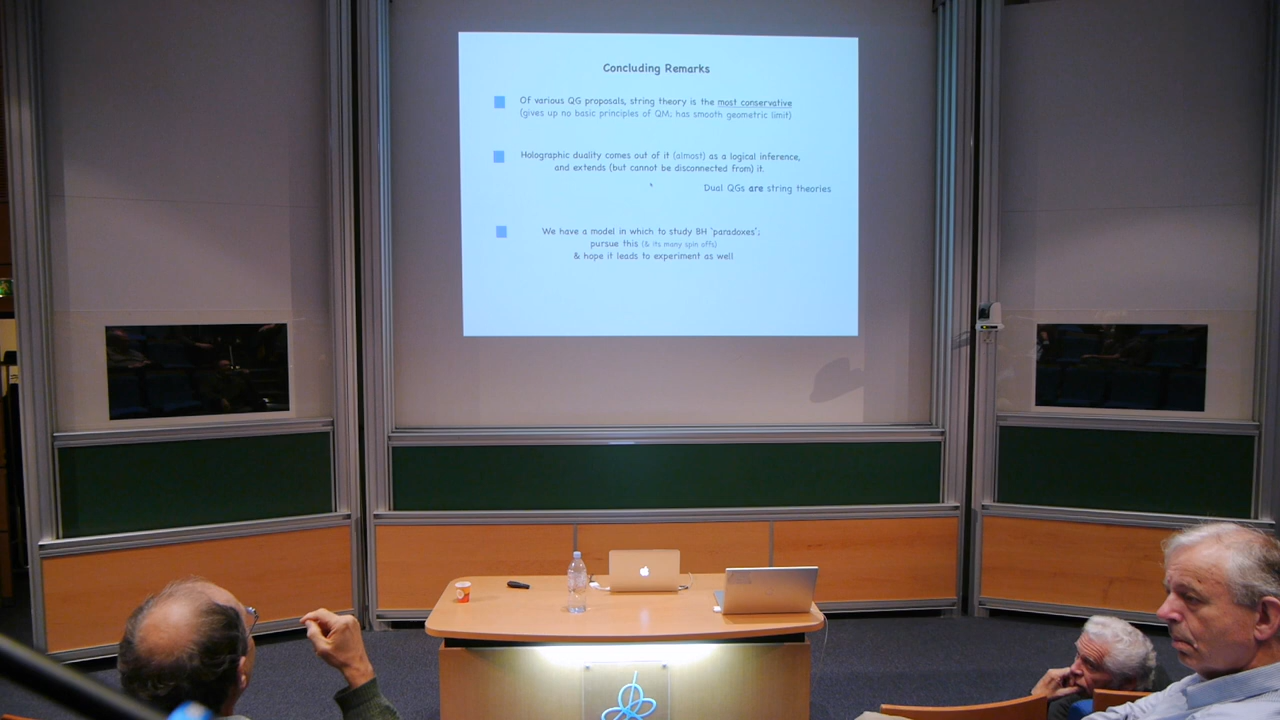 Concluding Remarks
Of various QG proposals, string theory is the most conservative
(gives up no basic principles of QM; has smooth geometric limit)
Holographic duality comes out of it (almost) as a logical inference,
and extends (but cannot be disconnected from) it.
Dual QGs are string theories
We have a model in which to study BH 'paradoxes';
pursue this (& its many spin offs)
& hope it leads to experiment as well